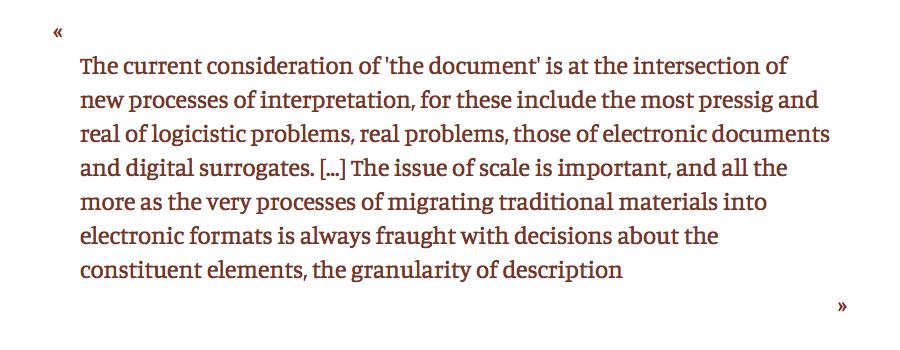 «
The current consideration of 'the document' is at the intersection of
new processes of interpretation, for these include the most pressig and
real of logicistic problems, real problems, those of electronic documents
and digital surrogates. [...] The issue of scale is important, and all the
more as the very processes of migrating traditional materials into
electronic formats is always fraught with decisions about the
constituent elements, the granularity of description
»